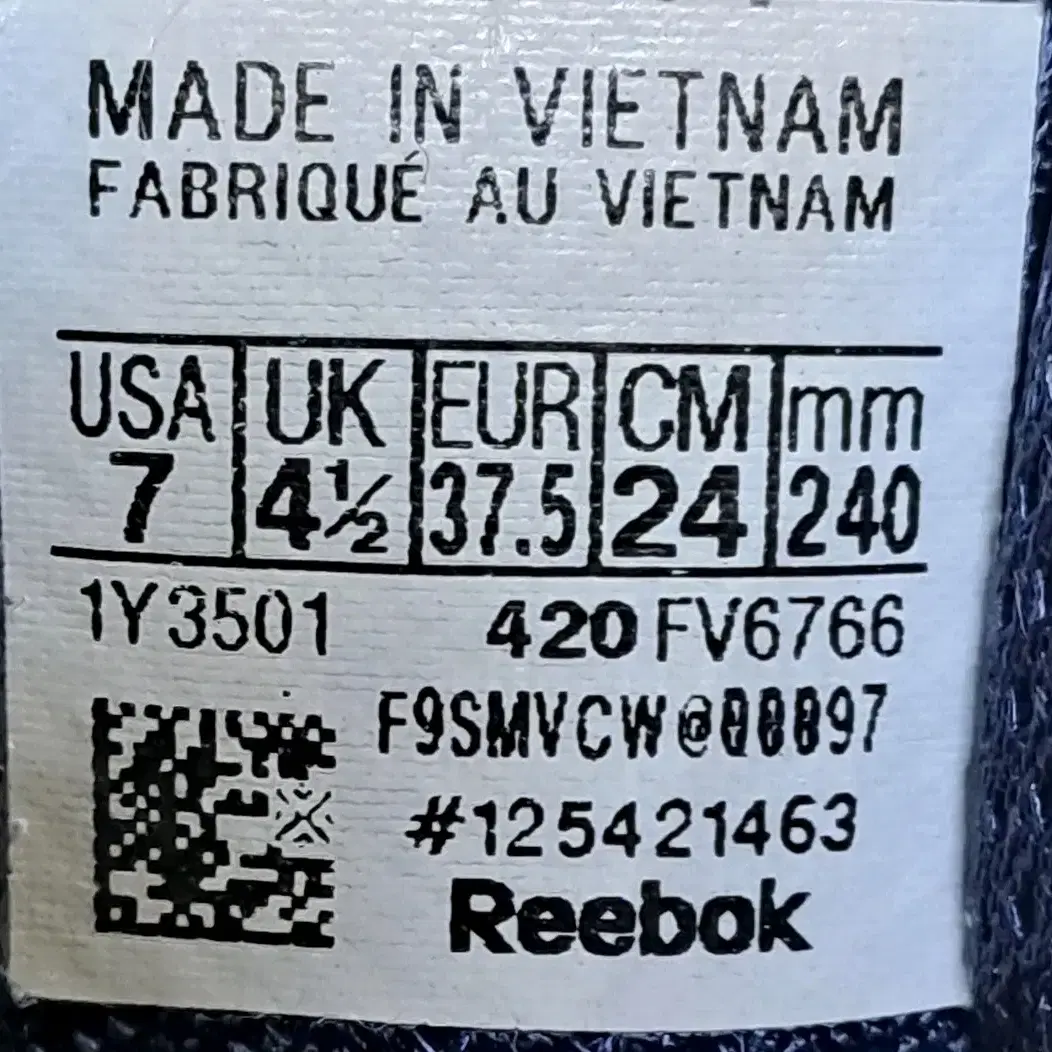 MADE IN VIETNAM
FABRIQUÉ AU VIETNAM
USA UK EUR CM mm
7 4½ 37.5 24 240
1Y3501 420 FV6766
F9SMVCW@00097
#125421463
Reebok